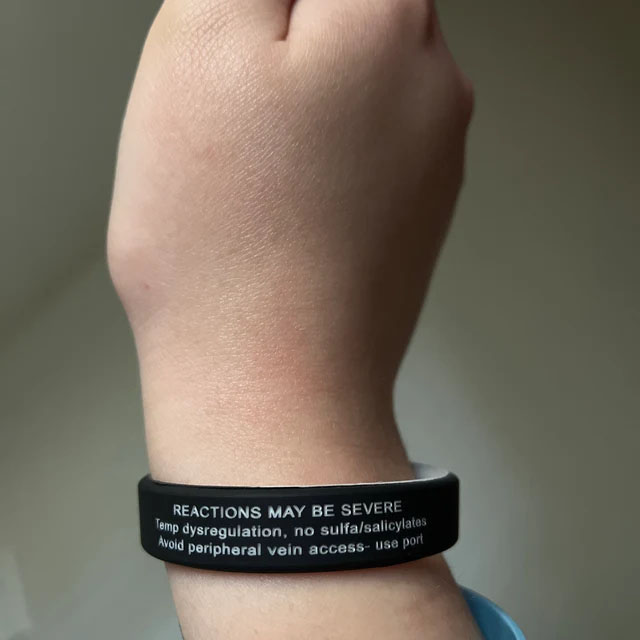 REACTIONS MAY BE SEVERE
Temp dysregulation, no sulfa/salicylates
Avoid peripheral vein access- use port